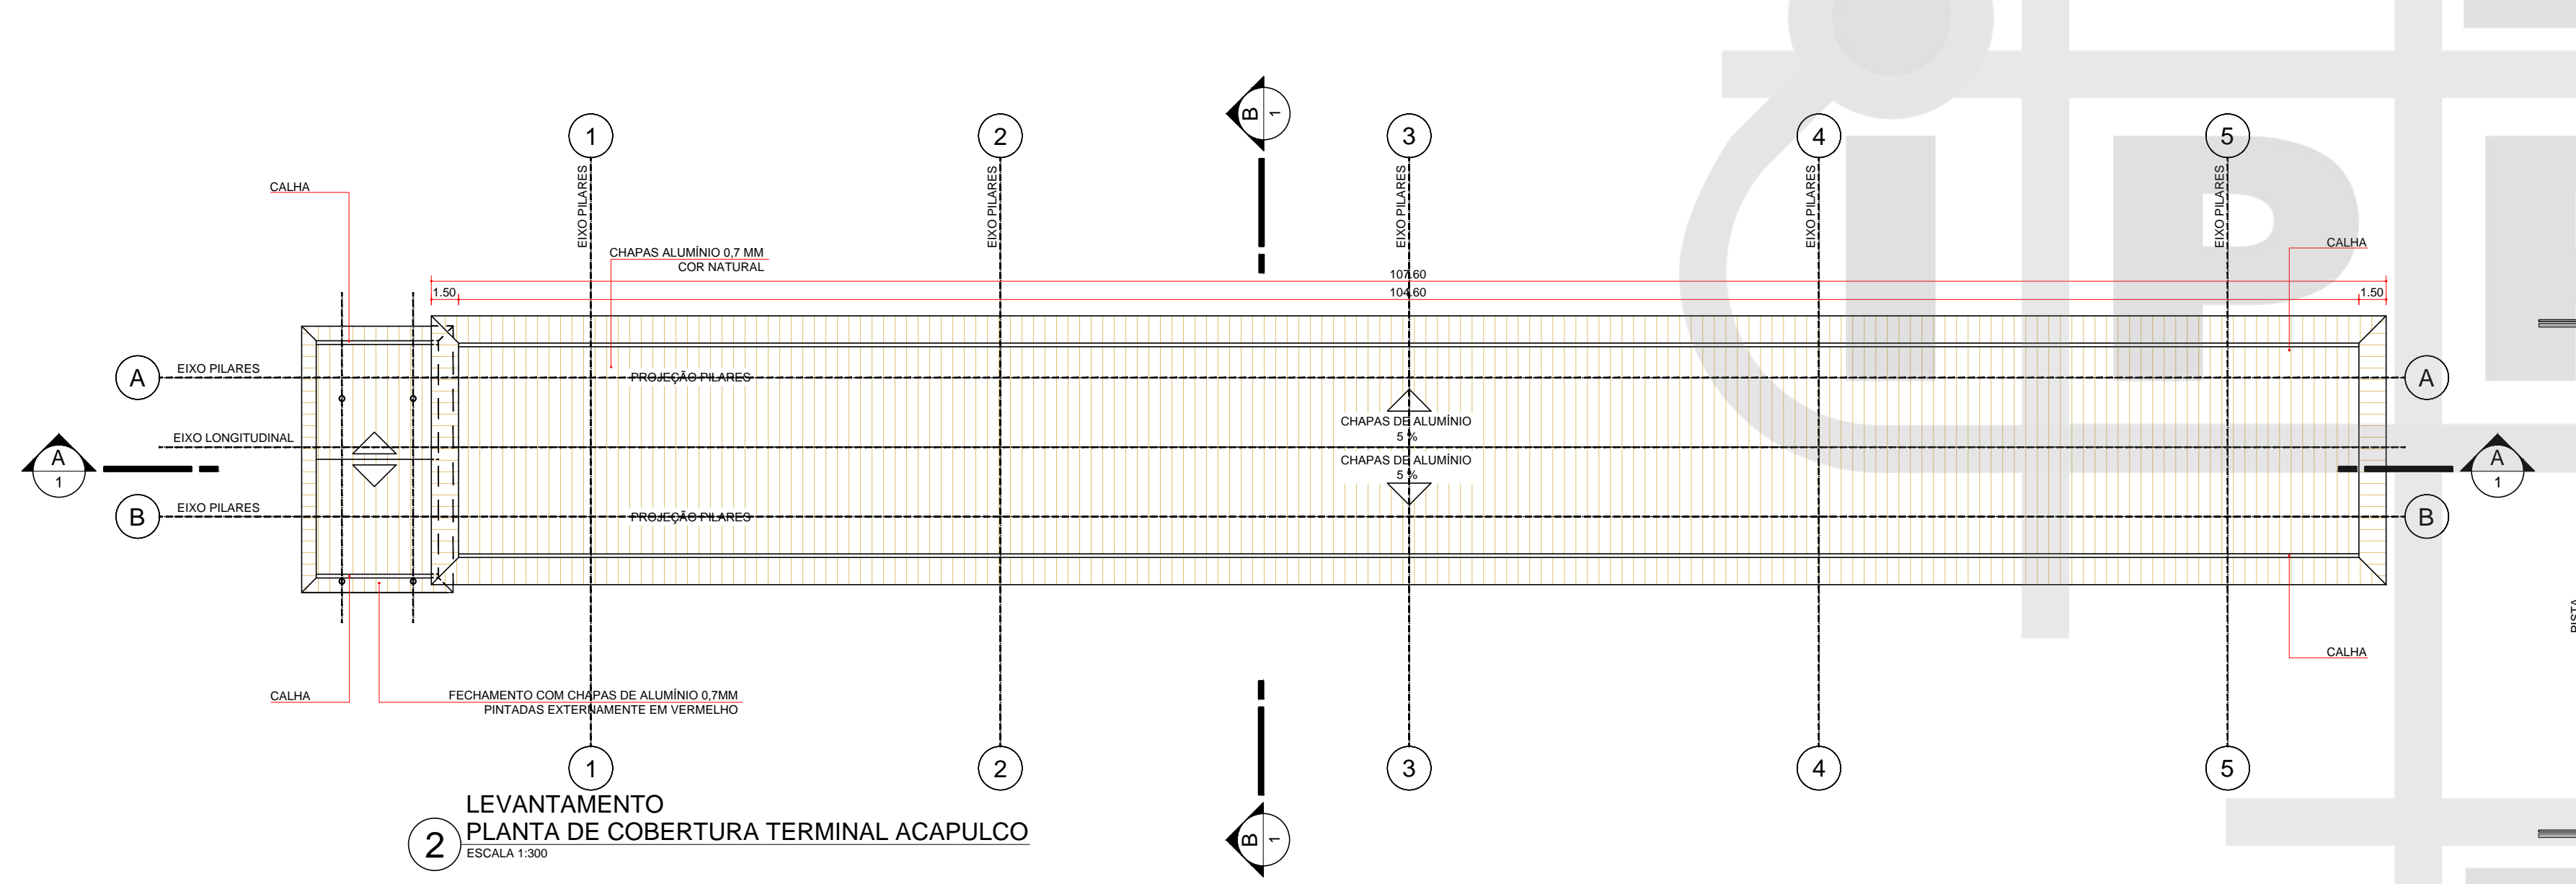 B
1
1
2
3
4
5
EIXO PILARES
EIXO PILARES
EIXO PILARES
EIXO PILARES
EIXO PILARES
CALHA
CHAPAS ALUMÍNIO 0,7 MM
COR NATURAL
CALHA
107.60
1.50
104.60
1.50
A
EIXO PILARES
PROJEÇÃO PILARES
A
CHAPAS DE ALUMÍNIO
5 %
EIXO LONGITUDINAL
A
1
CHAPAS DE ALUMÍNIO
5 %
A
1
B
EIXO PILARES
PROJEÇÃO PILARES
B
PISTA
CALHA
CALHA
FECHAMENTO COM CHAPAS DE ALUMÍNIO 0,7MM
PINTADAS EXTERNAMENTE EM VERMELHO
1
2
3
4
5
LEVANTAMENTO
2
PLANTA DE COBERTURA TERMINAL ACAPULCO
ESCALA 1:300
B
1